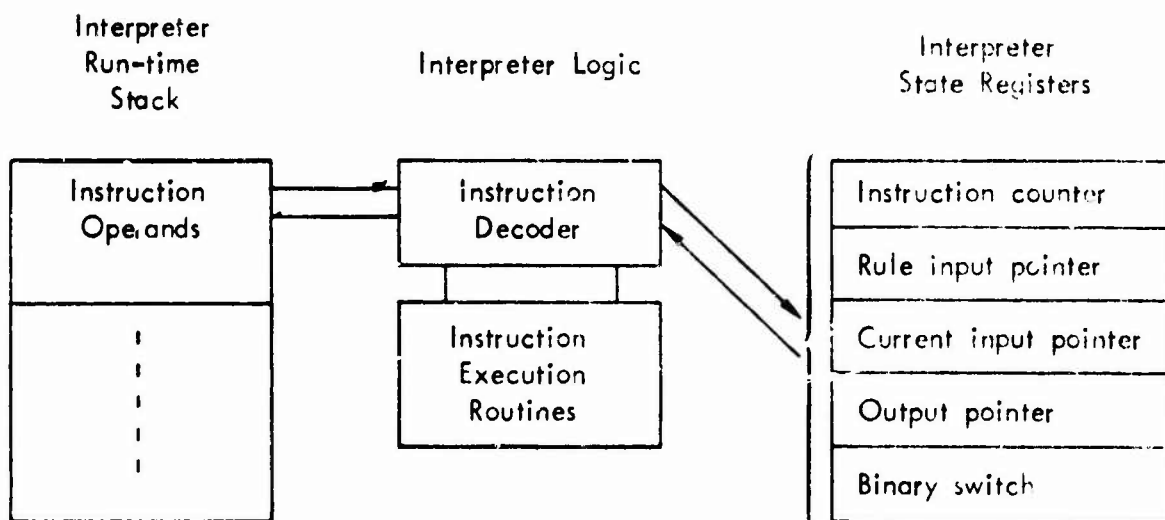 Interpreter
Run-time
Stack
Interpreter Logic
Interpreter
State Registers
Instruction
Operands
Instruction
Decoder
Instruction
Execution
Routines
Instruction counter
Rule input pointer
Current input pointer
Output pointer
Binary switch